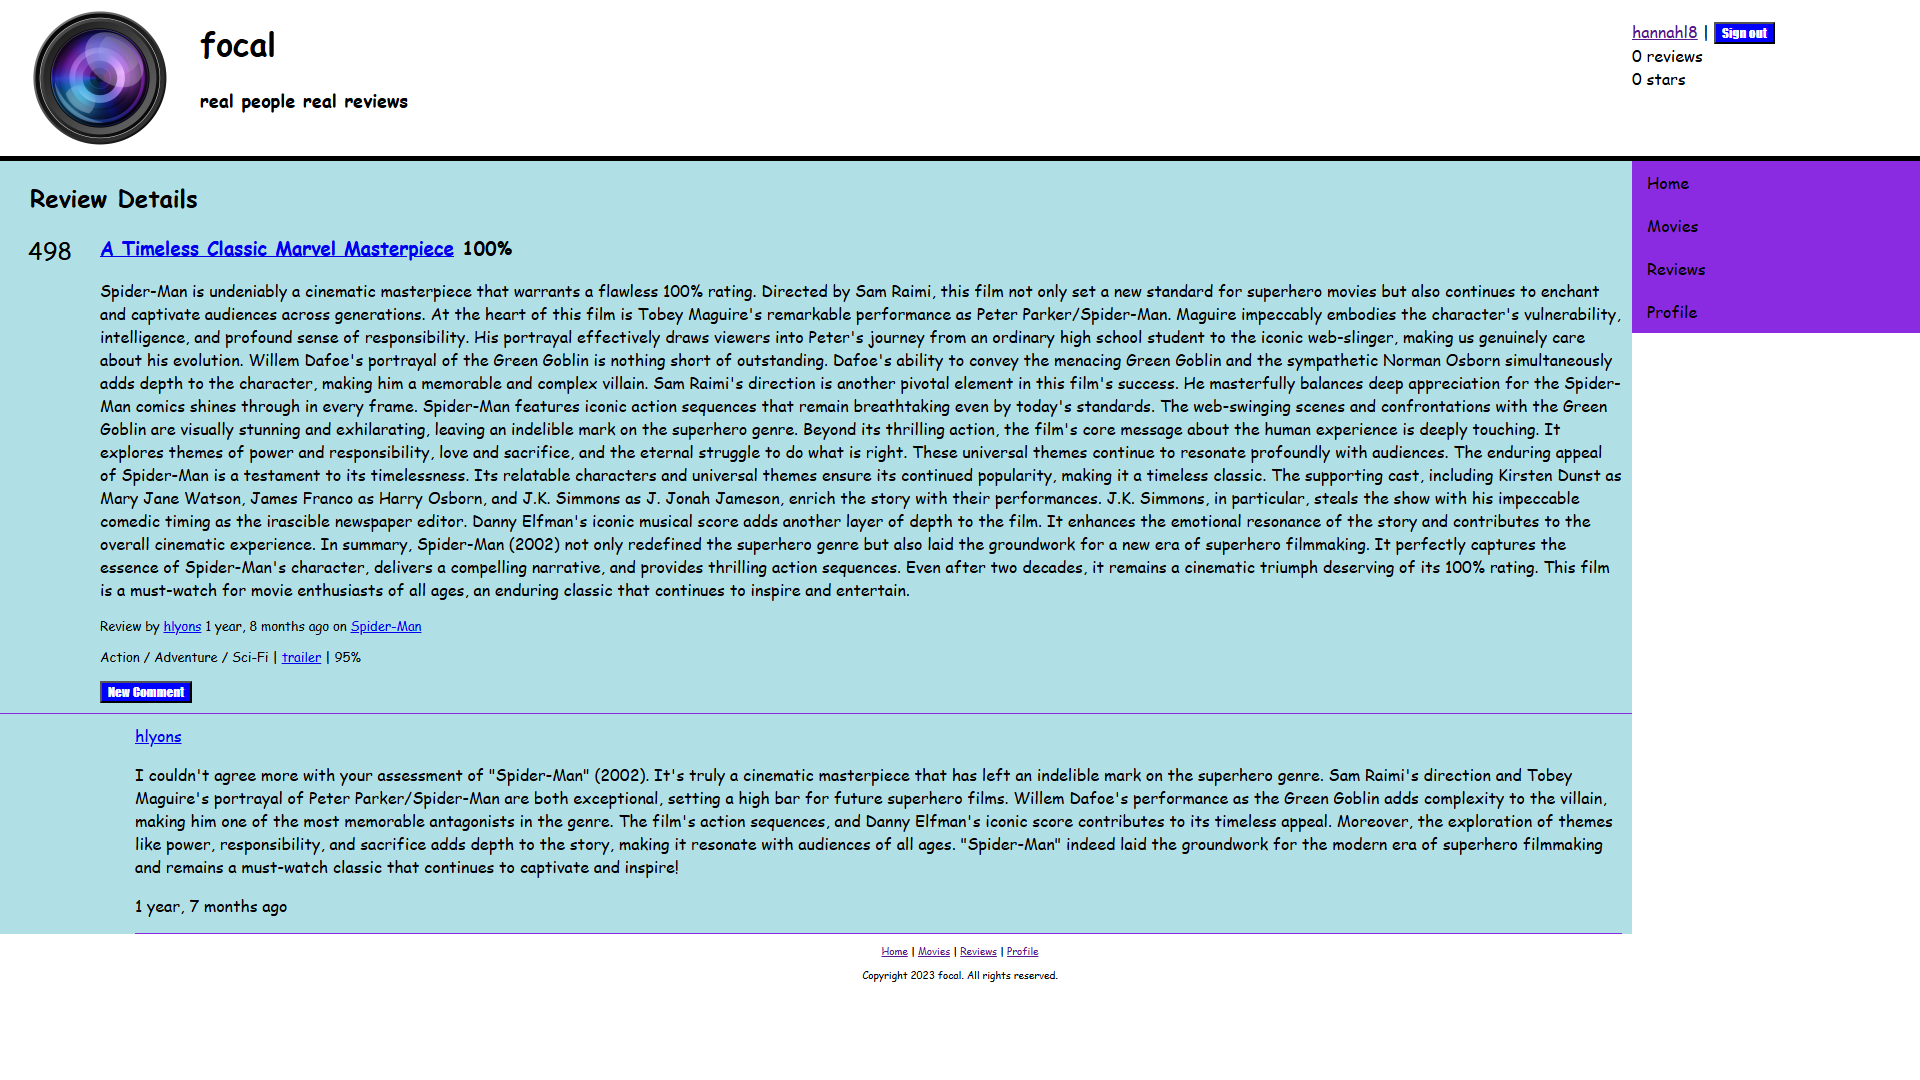 focal
real people real reviews
hannahl8 | Sign out
0 reviews
0 stars
Home
Movies
Reviews
Profile
Review Details
498
A Timeless Classic Marvel Masterpiece 100%
Spider-Man is undeniably a cinematic masterpiece that warrants a flawless 100% rating. Directed by Sam Raimi, this film not only set a new standard for superhero movies but also continues to enchant
and captivate audiences across generations. At the heart of this film is Tobey Maguire's remarkable performance as Peter Parker/Spider-Man. Maguire impeccably embodies the character's vulnerability,
intelligence, and profound sense of responsibility. His portrayal effectively draws viewers into Peter's journey from an ordinary high school student to the iconic web-slinger, making us genuinely care
about his evolution. Willem Dafoe's portrayal of the Green Goblin is nothing short of outstanding. Dafoe's ability to convey the menacing Green Goblin and the sympathetic Norman Osborn simultaneously
adds depth to the character, making him a memorable and complex villain. Sam Raimi's direction is another pivotal element in this film's success. He masterfully balances deep appreciation for the Spider-
Man comics shines through in every frame. Spider-Man features iconic action sequences that remain breathtaking even by today's standards. The web-swinging scenes and confrontations with the Green
Goblin are visually stunning and exhilarating, leaving an indelible mark on the superhero genre. Beyond its thrilling action, the film's core message about the human experience is deeply touching. It
explores themes of power and responsibility, love and sacrifice, and the eternal struggle to do what is right. These universal themes continue to resonate profoundly with audiences. The enduring appeal
of Spider-Man is a testament to its timelessness. Its relatable characters and universal themes ensure its continued popularity, making it a timeless classic. The supporting cast, including Kirsten Dunst as
Mary Jane Watson, James Franco as Harry Osborn, and J.K. Simmons as J. Jonah Jameson, enrich the story with their performances. J.K. Simmons, in particular, steals the show with his impeccable
comedic timing as the irascible newspaper editor. Danny Elfman's iconic musical score adds another layer of depth to the film. It enhances the emotional resonance of the story and contributes to the
overall cinematic experience. In summary, Spider-Man (2002) not only redefined the superhero genre but also laid the groundwork for a new era of superhero filmmaking. It perfectly captures the
essence of Spider-Man's character, delivers a compelling narrative, and provides thrilling action sequences. Even after two decades, it remains a cinematic triumph deserving of its 100% rating. This film
is a must-watch for movie enthusiasts of all ages, an enduring classic that continues to inspire and entertain.
Review by hlyons 1 year, 8 months ago on Spider-Man
Action / Adventure / Sci-Fi | trailer | 95%
New Comment
hlyons
I couldn't agree more with your assessment of "Spider-Man" (2002). It's truly a cinematic masterpiece that has left an indelible mark on the superhero genre. Sam Raimi's direction and Tobey
Maguire's portrayal of Peter Parker/Spider-Man are both exceptional, setting a high bar for future superhero films. Willem Dafoe's performance as the Green Goblin adds complexity to the villain,
making him one of the most memorable antagonists in the genre. The film's action sequences, and Danny Elfman's iconic score contributes to its timeless appeal. Moreover, the exploration of themes
like power, responsibility, and sacrifice adds depth to the story, making it resonate with audiences of all ages. "Spider-Man" indeed laid the groundwork for the modern era of superhero filmmaking
and remains a must-watch classic that continues to captivate and inspire!
1 year, 7 months ago
Home | Movies | Reviews | Profile
Copyright 2023 focal. All rights reserved.